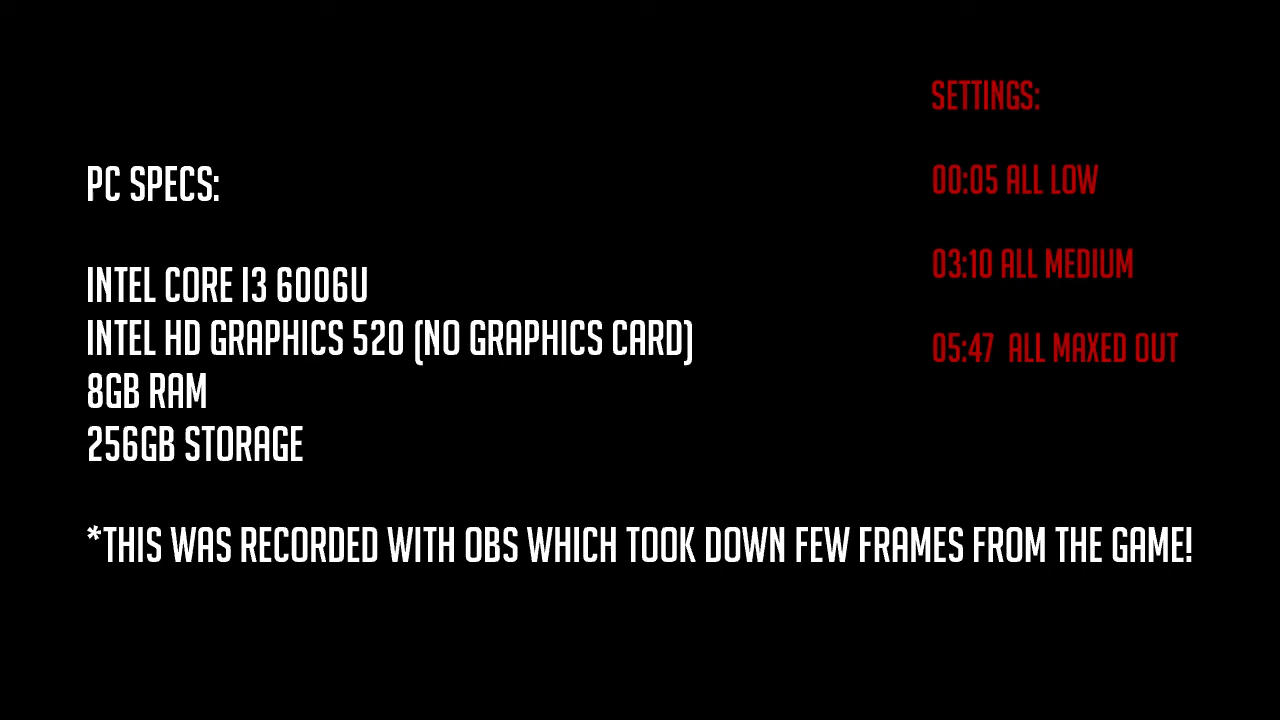 PC SPECS:
INTEL CORE I3 6006U
INTEL HD GRAPHICS 520 (NO GRAPHICS CARD)
8GB RAM
256GB STORAGE
*THIS WAS RECORDED WITH OBS WHICH TOOK DOWN FEW FRAMES FROM THE GAME!
SETTINGS:
00:05 ALL LOW
03:10 ALL MEDIUM
05:47 ALL MAXED OUT